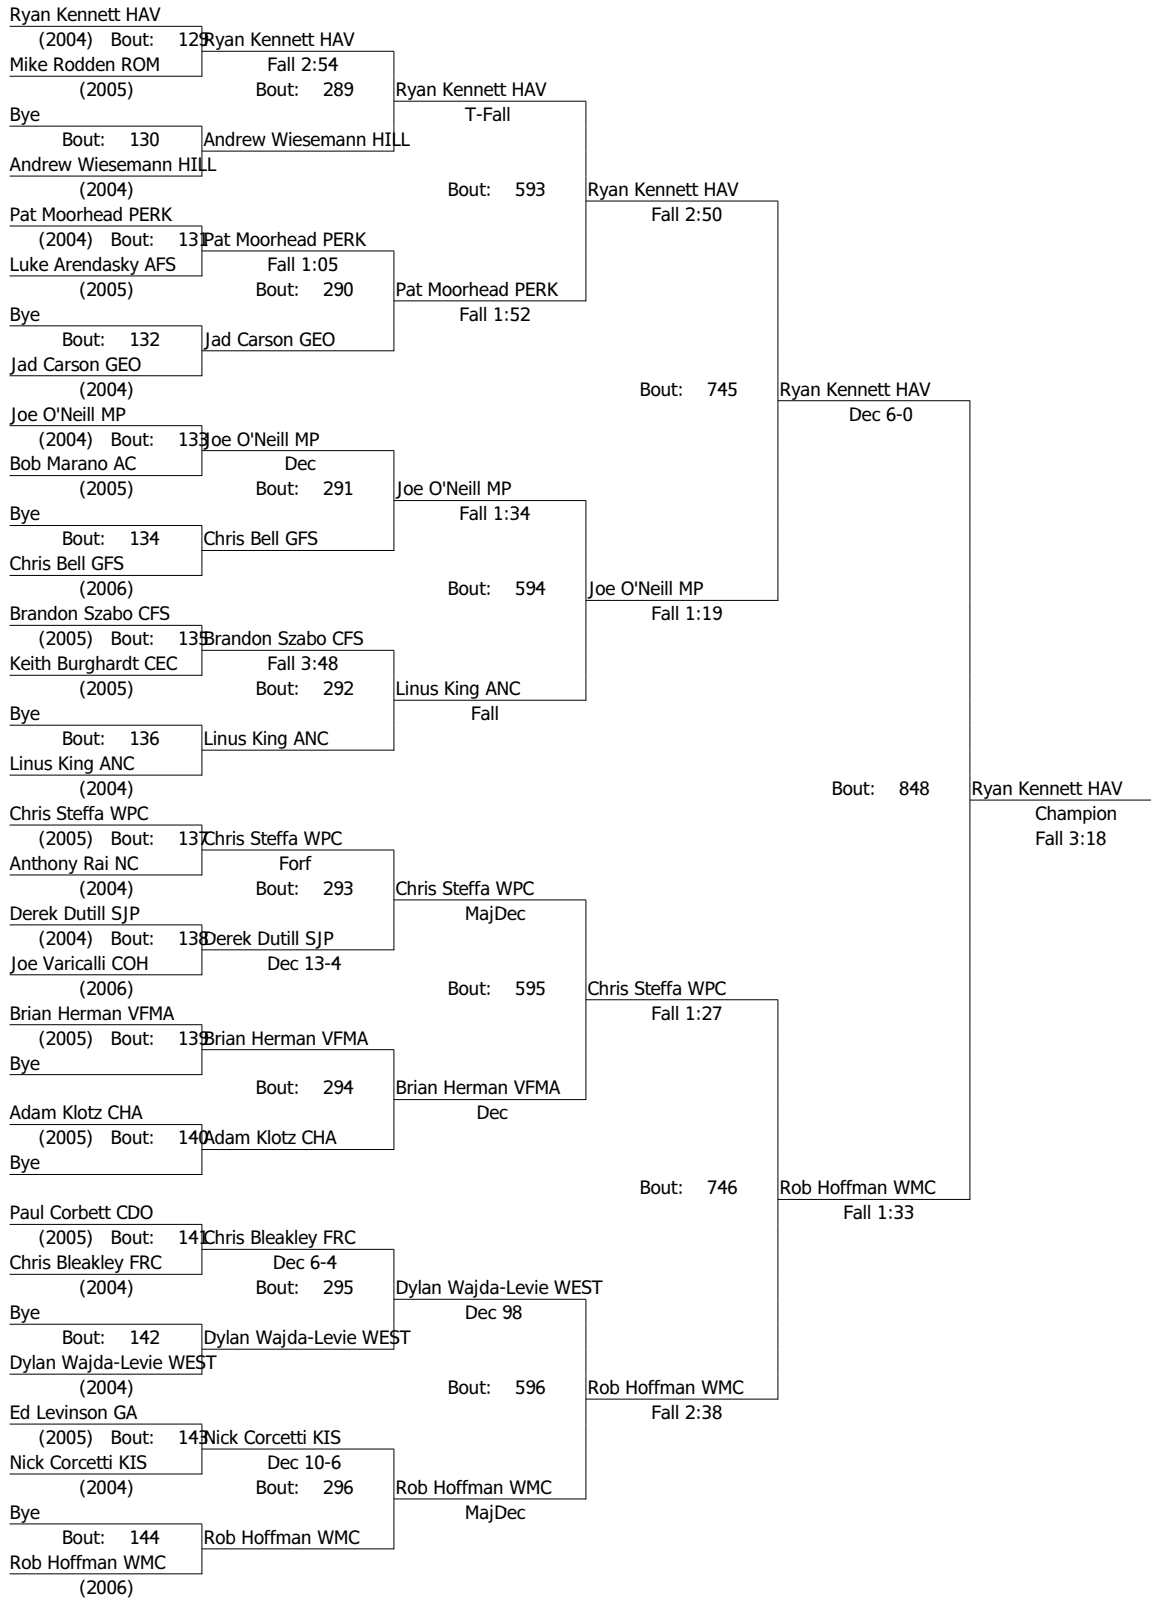 Ryan Kennett HAV
(2004) Bout: 129 Ryan Kennett HAV
Mike Rodden ROM Fall 2:54
(2005) Bout: 289 Ryan Kennett HAV
Bye T-Fall
Bout: 130 Andrew Wiesemann HILL
Andrew Wiesemann HILL
(2004) Bout: 593 Ryan Kennett HAV
Pat Moorhead PERK Fall 2:50
(2004) Bout: 131 Pat Moorhead PERK
Luke Arendasky AFS Fall 1:05
(2005) Bout: 290 Pat Moorhead PERK
Bye Fall 1:52
Bout: 132 Jad Carson GEO
Jad Carson GEO
(2004) Bout: 745 Ryan Kennett HAV
Joe O'Neill MP Dec 6-0
(2004) Bout: 133 Joe O'Neill MP
Bob Marano AC Dec
(2005) Bout: 291 Joe O'Neill MP
Bye Fall 1:34
Bout: 134 Chris Bell GFS
Chris Bell GFS
(2006) Bout: 594 Joe O'Neill MP
Brandon Szabo CFS Fall 1:19
(2005) Bout: 135 Brandon Szabo CFS
Keith Burghardt CEC Fall 3:48
(2005) Bout: 292 Linus King ANC
Bye Fall
Bout: 136 Linus King ANC
Linus King ANC
(2004) Bout: 848 Ryan Kennett HAV
Chris Steffa WPC Champion
(2005) Bout: 137 Chris Steffa WPC Fall 3:18
Anthony Rai NC Forf
(2004) Bout: 293 Chris Steffa WPC
Derek Dutill SJP MajDec
(2004) Bout: 138 Derek Dutill SJP
Joe Varicalli COH Dec 13-4
(2006) Bout: 595 Chris Steffa WPC
Brian Herman VFMA Fall 1:27
(2005) Bout: 139 Brian Herman VFMA
Bye
Bout: 294 Brian Herman VFMA
Adam Klotz CHA Dec
(2005) Bout: 140 Adam Klotz CHA
Bye
Bout: 746 Rob Hoffman WMC
Paul Corbett CDO Fall 1:33
(2005) Bout: 141 Chris Bleakley FRC
Chris Bleakley FRC Dec 6-4
(2004) Bout: 295 Dylan Wajda-Levie WEST
Bye Dec 98
Bout: 142 Dylan Wajda-Levie WEST
Dylan Wajda-Levie WEST
(2004) Bout: 596 Rob Hoffman WMC
Ed Levinson GA Fall 2:38
(2005) Bout: 143 Nick Corcetti KIS
Nick Corcetti KIS Dec 10-6
(2004) Bout: 296 Rob Hoffman WMC
Bye MajDec
Bout: 144 Rob Hoffman WMC
Rob Hoffman WMC
(2006)